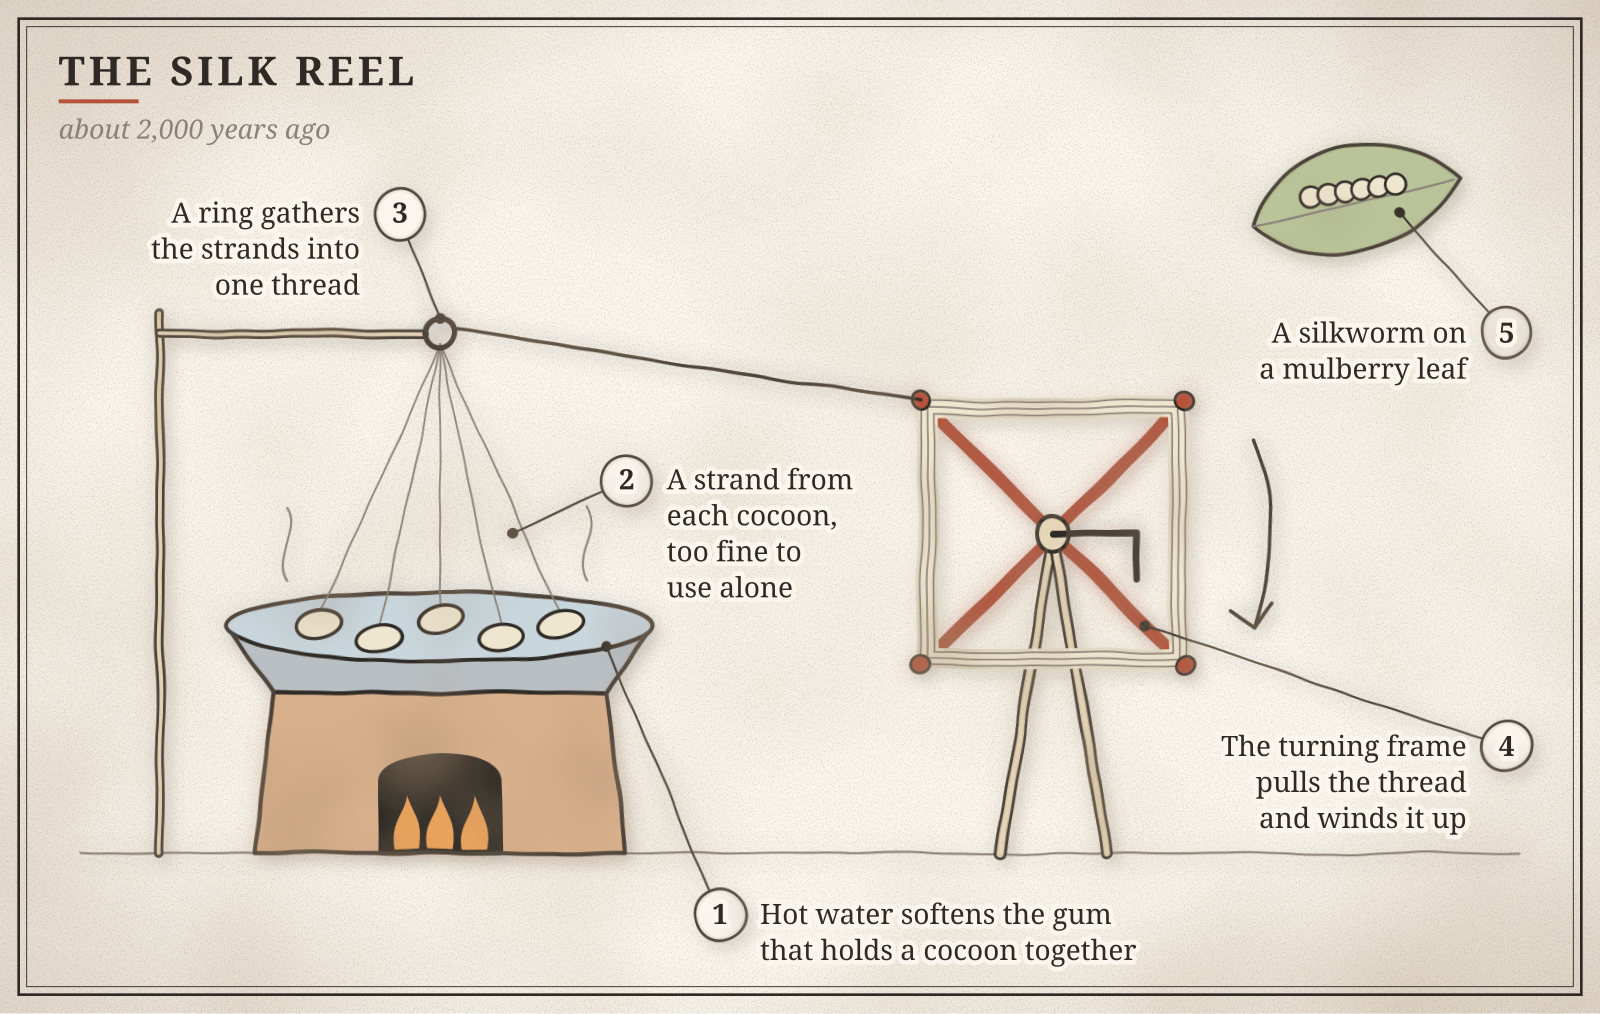 THE SILK REEL
about 2,000 years ago
3
A ring gathers
the strands into
one thread
5
A silkworm on
a mulberry leaf
2
A strand from
each cocoon,
too fine to
use alone
4
The turning frame
pulls the thread
and winds it up
1
Hot water softens the gum
that holds a cocoon together